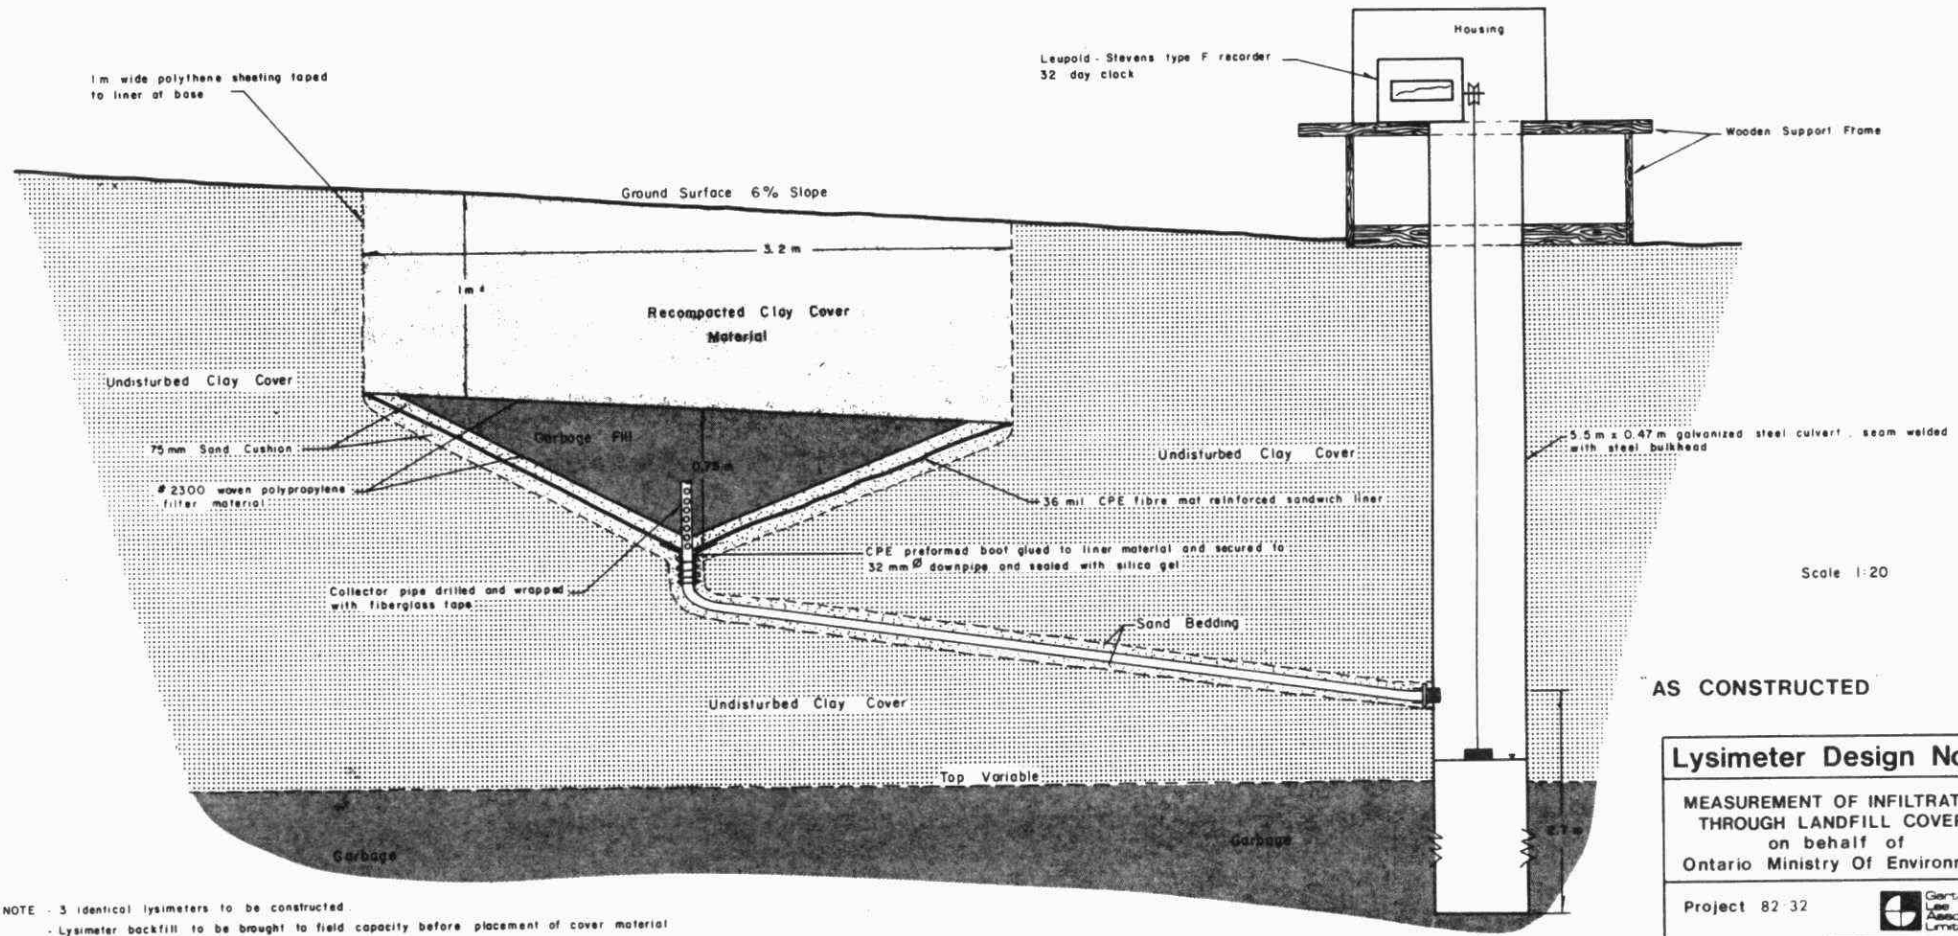 Housing
Leupold - Stevens type F recorder
32 day clock
1m wide polythene sheeting taped
to liner at base
Wooden Support Frame
Ground Surface 6% Slope
3.2 m
1m
Recompacted Clay Cover
Material
Undisturbed Clay Cover
75mm Sand Cushion
Garbage Fill
0.75 m
Undisturbed Clay Cover
5.5m x 0.47m galvanized steel culvert, seam welded
with steel bulkhead
# 2300 woven polypropylene
filter material
36 mil CPE fibre mat reinforced sandwich liner
CPE preformed boot glued to liner material and secured to
32 mm Ø downpipe and sealed with silica gel
Scale 1:20
Collector pipe drilled and wrapped
with fiberglass tape
Sand Bedding
"AS CONSTRUCTED
Undisturbed Clay Cover
Top Variable
Lysimeter Design No
MEASUREMENT OF INFILTRAT
THROUGH LANDFILL COVER
on behalf of
Ontario Ministry Of Environm
Garbage
Garbage
Project 82 32
Lee
Limit
NOTE - 3 identical lysimeters to be constructed.
- Lysimeter backfill to be brought to field capacity before placement of cover material